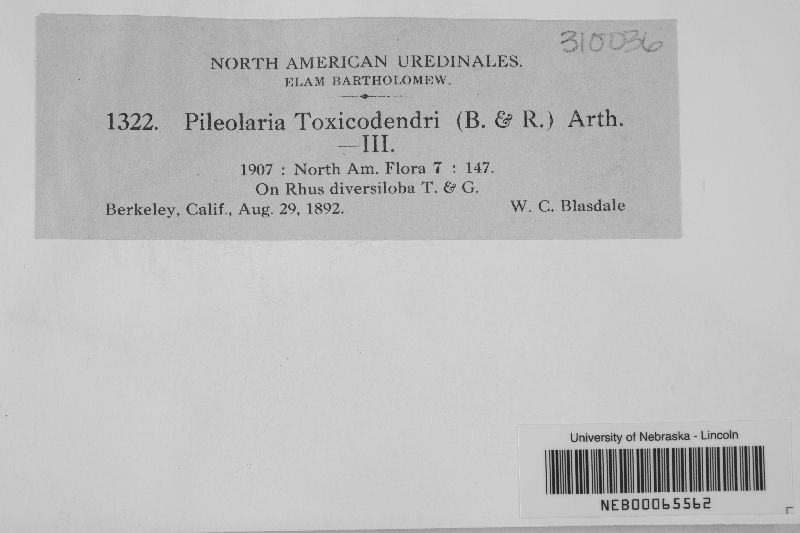 310036
NORTH AMERICAN UREDINALES.
ELAM BARTHOLOMEW.
1322. Pileolaria Toxicodendri (B. & R.) Arth.
—III.
1907 : North Am. Flora 7 : 147.
On Rhus diversiloba T. & G.
Berkeley, Calif., Aug. 29, 1892. W. C. Blasdale
University of Nebraska - Lincoln
NEB00065562